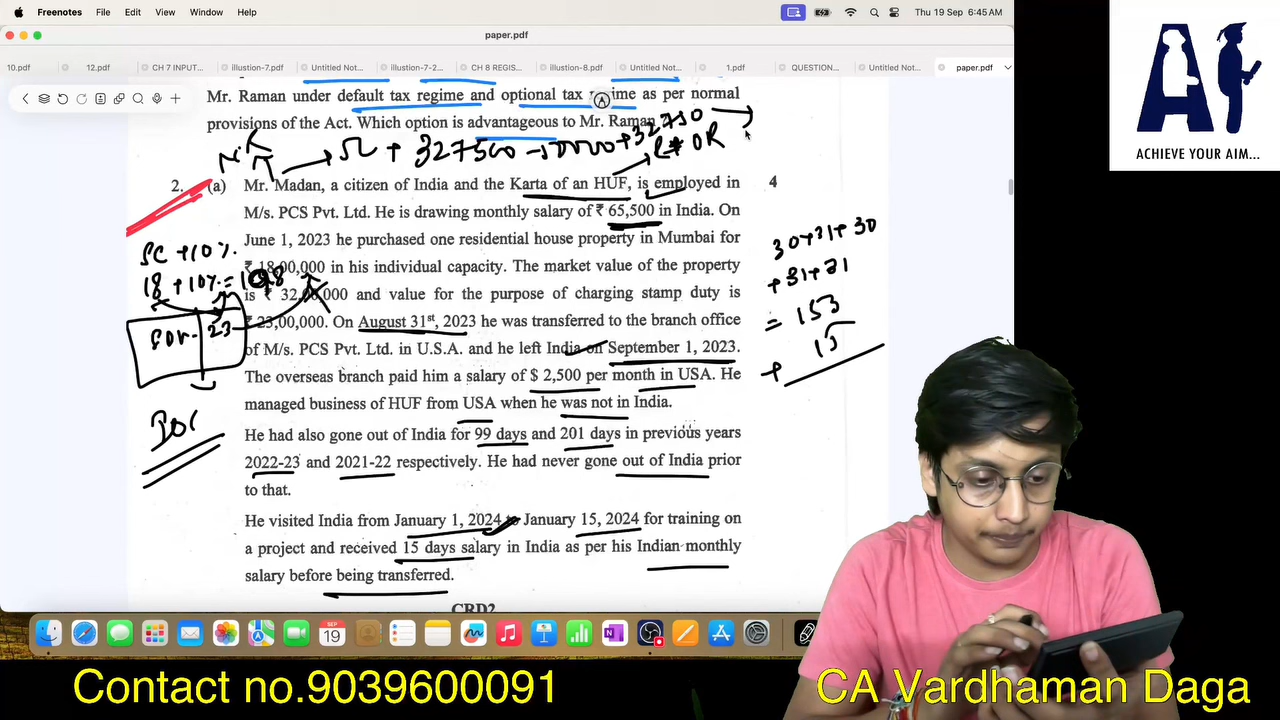 Freenotes File Edit View Window Help Thu 19 Sep 6:45 AM
paper.pdf
10.pdf 12.pdf CH 7 INPUT... illustion-7.pdf Untitled Not... illustion-7-2... CH 8 REGIS... illustion-8.pdf Untitled Not... 1.pdf QUESTION... Untitled Not... paper.pdf
Mr. Raman under default tax regime and optional tax regime as per normal
provisions of the Act. Which option is advantageous to Mr. Raman
+ 327500 - 50000 + 32750
R * OR
2. (a) Mr. Madan, a citizen of India and the Karta of an HUF, is employed in 4
M/s. PCS Pvt. Ltd. He is drawing monthly salary of ₹ 65,500 in India. On
June 1, 2023 he purchased one residential house property in Mumbai for
₹ 18,00,000 in his individual capacity. The market value of the property
is ₹ 32,00,000 and value for the purpose of charging stamp duty is
₹ 23,00,000. On August 31st, 2023 he was transferred to the branch office
of M/s. PCS Pvt. Ltd. in U.S.A. and he left India on September 1, 2023.
The overseas branch paid him a salary of $ 2,500 per month in USA. He
managed business of HUF from USA when he was not in India.
He had also gone out of India for 99 days and 201 days in previous years
2022-23 and 2021-22 respectively. He had never gone out of India prior
to that.
He visited India from January 1, 2024 to January 15, 2024 for training on
a project and received 15 days salary in India as per his Indian monthly
salary before being transferred.
CRD2
SC +10%
18 + 10% =
SDV- 23
30+31+30
+31+31
= 153
+ 15
SEP
19
A
ACHIEVE YOUR AIM...
Contact no.9039600091
CA Vardhaman Daga